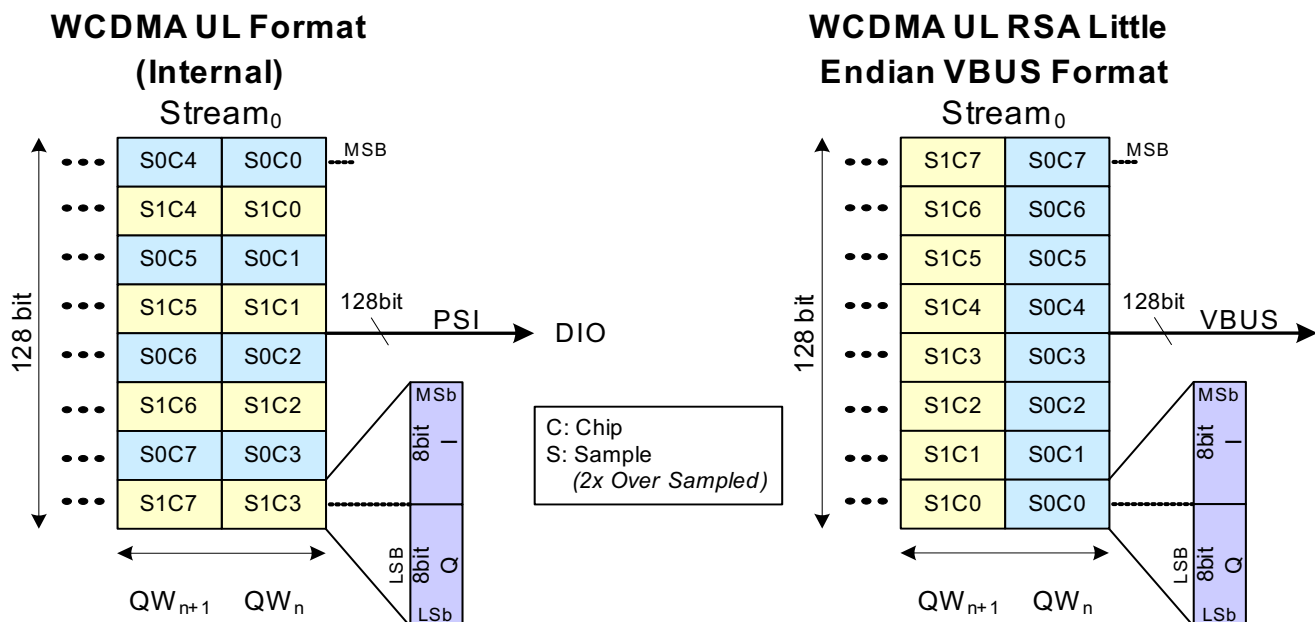 WCDMA UL Format
(Internal)
Stream0
MSB
S0C4 S0C0
S1C4 S1C0
S0C5 S0C1
S1C5 S1C1
S0C6 S0C2
S1C6 S1C2
S0C7 S0C3
S1C7 S1C3
128 bit
128bit
PSI
DIO
MSb
8bit I
8bit Q
LSB
LSb
QWn+1 QWn
C: Chip
S: Sample
(2x Over Sampled)
WCDMA UL RSA Little
Endian VBUS Format
Stream0
MSB
S1C7 S0C7
S1C6 S0C6
S1C5 S0C5
S1C4 S0C4
S1C3 S0C3
S1C2 S0C2
S1C1 S0C1
S1C0 S0C0
128 bit
128bit
VBUS
MSb
8bit I
8bit Q
LSB
LSb
QWn+1 QWn